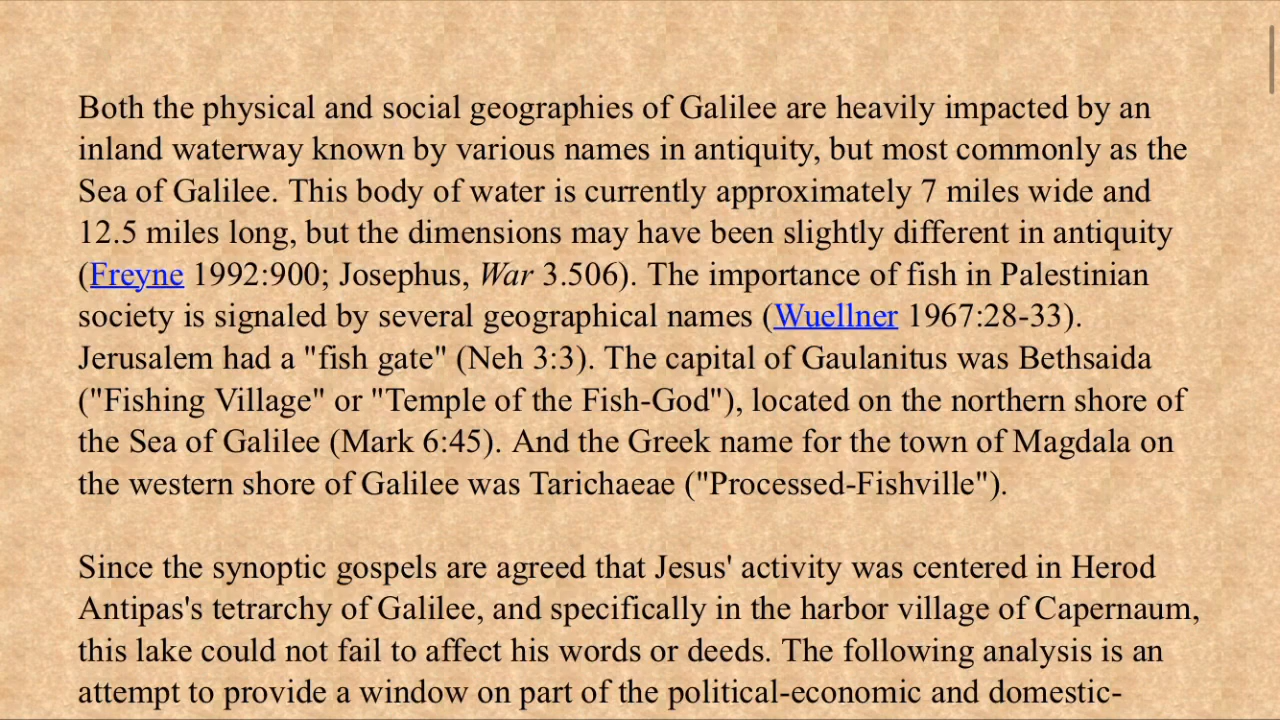 Both the physical and social geographies of Galilee are heavily impacted by an
inland waterway known by various names in antiquity, but most commonly as the
Sea of Galilee. This body of water is currently approximately 7 miles wide and
12.5 miles long, but the dimensions may have been slightly different in antiquity
(Freyne 1992:900; Josephus, War 3.506). The importance of fish in Palestinian
society is signaled by several geographical names (Wuellner 1967:28-33).
Jerusalem had a "fish gate" (Neh 3:3). The capital of Gaulanitus was Bethsaida
("Fishing Village" or "Temple of the Fish-God"), located on the northern shore of
the Sea of Galilee (Mark 6:45). And the Greek name for the town of Magdala on
the western shore of Galilee was Tarichaeae ("Processed-Fishville").
Since the synoptic gospels are agreed that Jesus' activity was centered in Herod
Antipas's tetrarchy of Galilee, and specifically in the harbor village of Capernaum,
this lake could not fail to affect his words or deeds. The following analysis is an
attempt to provide a window on part of the political-economic and domestic-